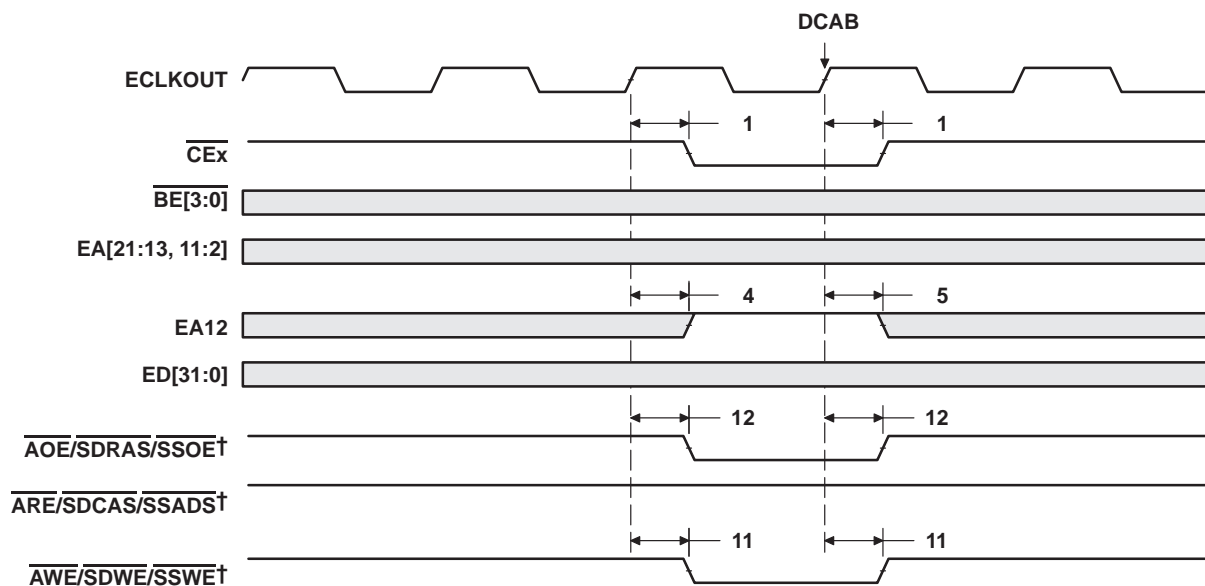 DCAB
ECLKOUT
1 1
CEx
BE[3:0]
EA[21:13, 11:2]
4 5
EA12
ED[31:0]
12 12
AOE/SDRAS/SSOE†
ARE/SDCAS/SSADS†
11 11
AWE/SDWE/SSWE†